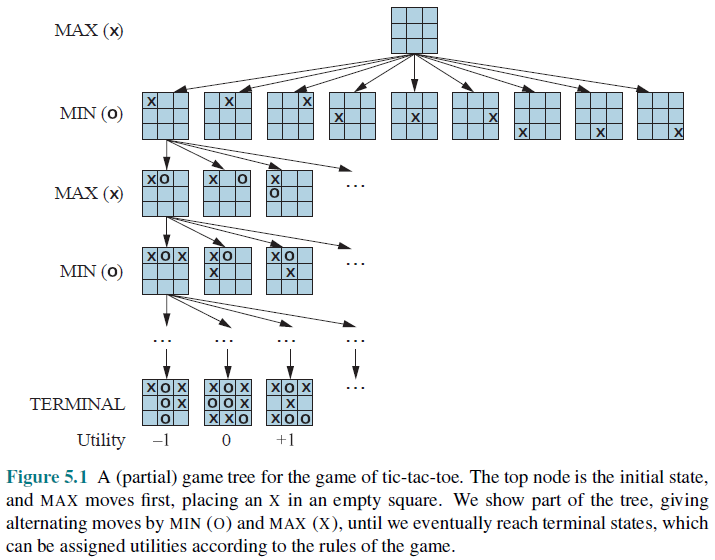 MAX (X)
X X X
MIN (O) X X X
X X X
X O X O X
MAX (X) O ...
X O X X O X O
MIN (O) X X ...
... ... ... ...
X O X X O X X O X ...
TERMINAL O X O O X X
O X X O X O O
Utility –1 0 +1
Figure 5.1 A (partial) game tree for the game of tic-tac-toe. The top node is the initial state,
and MAX moves first, placing an X in an empty square. We show part of the tree, giving
alternating moves by MIN (O) and MAX (X), until we eventually reach terminal states, which
can be assigned utilities according to the rules of the game.